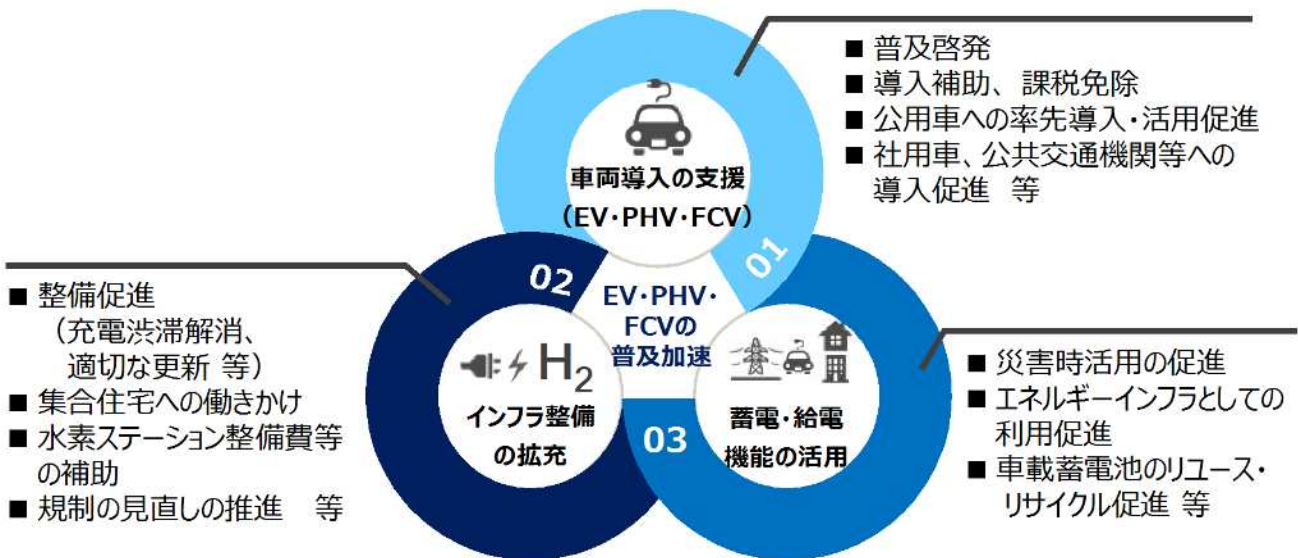 ■ 普及啓発
■ 導入補助、課税免除
■ 公用車への率先導入・活用促進
■ 社用車、公共交通機関等への
導入促進 等
車両導入の支援
（EV・PHV・FCV）
01
02
EV・PHV・
FCVの
普及加速
■ 整備促進
（充電渋滞解消、
適切な更新 等）
■ 集合住宅への働きかけ
■ 水素ステーション整備費等
の補助
■ 規制の見直しの推進 等
H2
インフラ整備
の拡充
03
蓄電・給電
機能の活用
■ 災害時活用の促進
■ エネルギーインフラとしての
利用促進
■ 車載蓄電池のリユース・
リサイクル促進 等